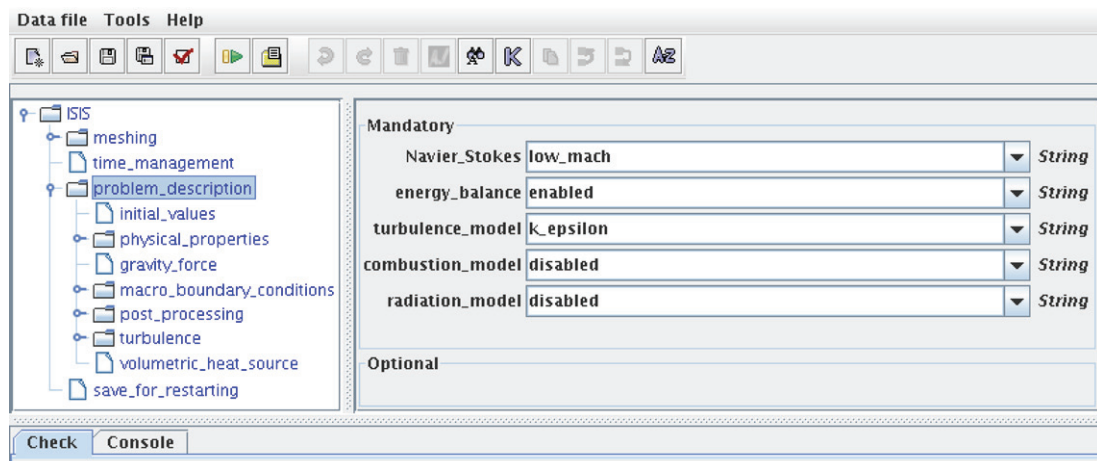 Data file Tools Help
ISIS
meshing
time_management
problem_description
initial_values
physical_properties
gravity_force
macro_boundary_conditions
post_processing
turbulence
volumetric_heat_source
save_for_restarting
Mandatory
Navier_Stokes low_mach String
energy_balance enabled String
turbulence_model k_epsilon String
combustion_model disabled String
radiation_model disabled String
Optional
Check Console